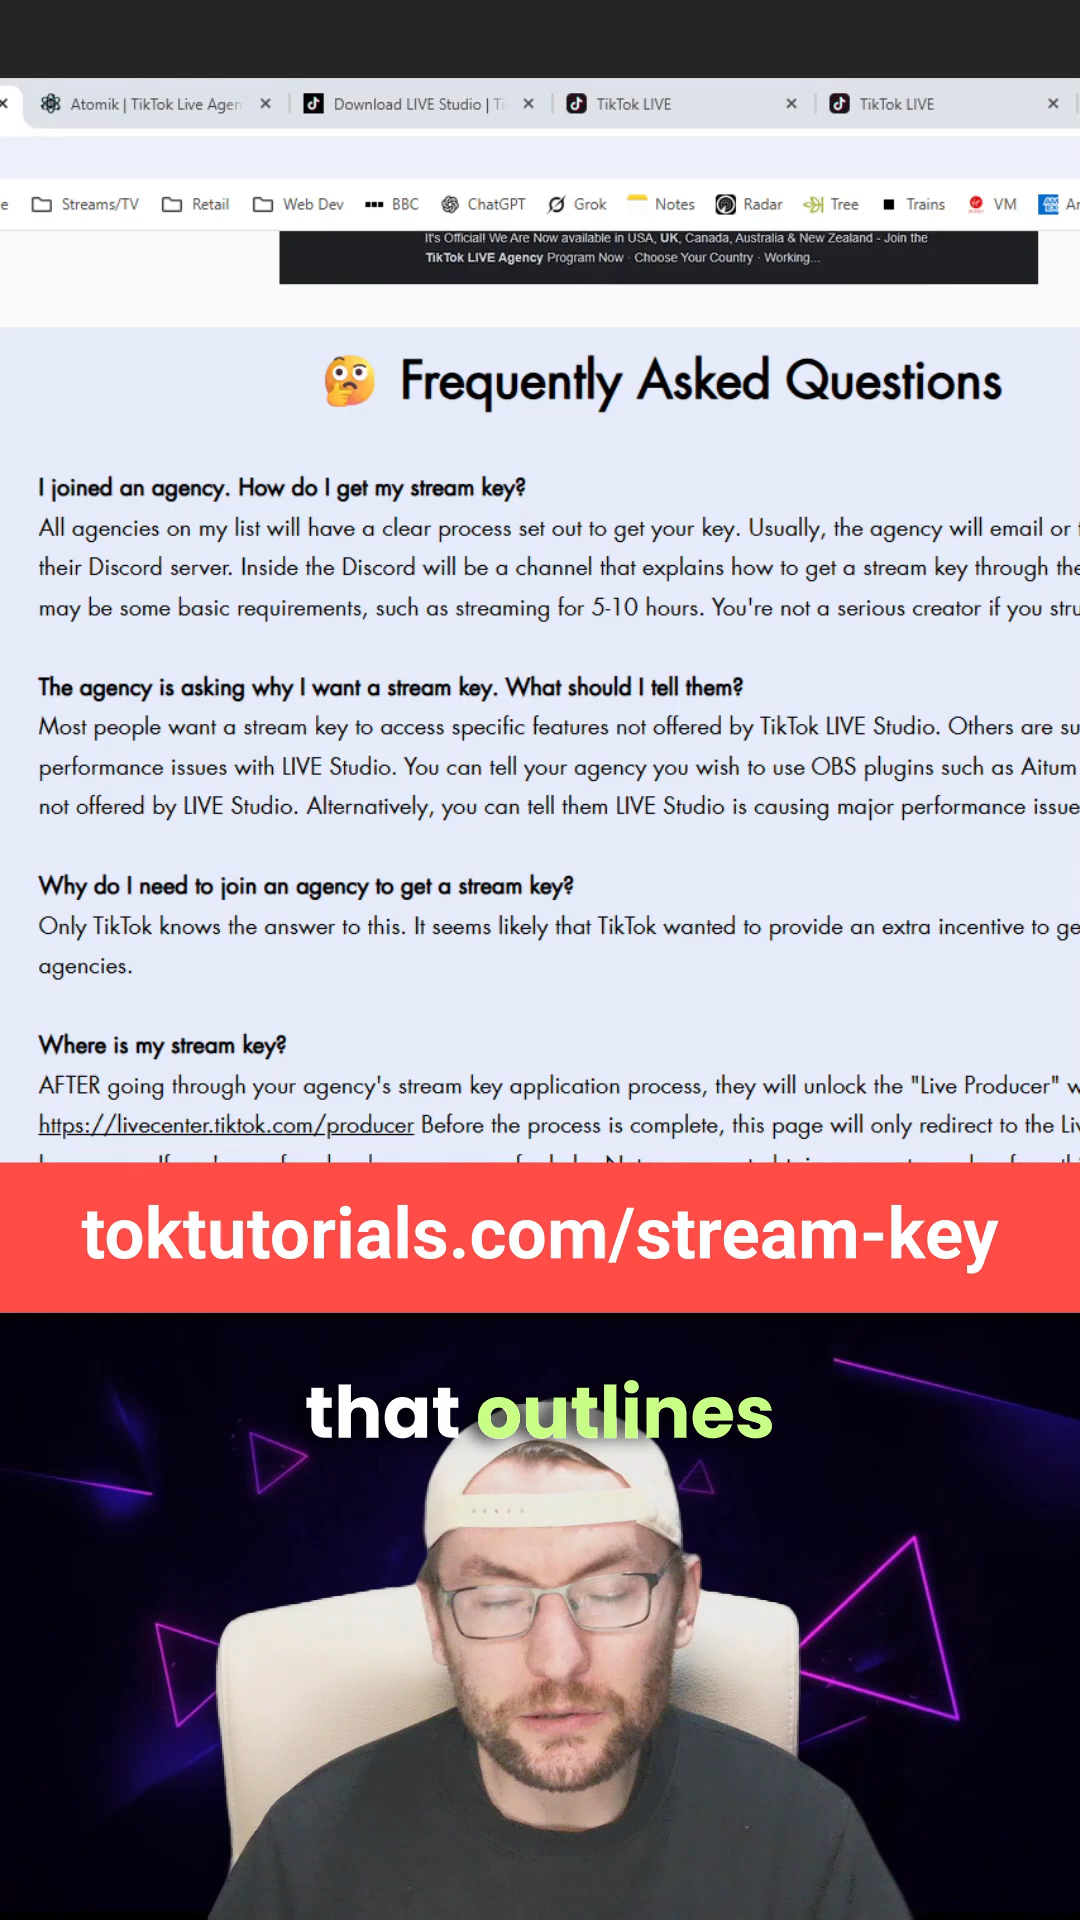 Atomik | TikTok Live Agen
Download LIVE Studio | Ti
TikTok LIVE
TikTok LIVE
e
Streams/TV
Retail
Web Dev
BBC
ChatGPT
Grok
Notes
Radar
Tree
Trains
VM
It's Official! We Are Now available in USA, UK, Canada, Australia & New Zealand - Join the
TikTok LIVE Agency Program Now · Choose Your Country · Working...
Frequently Asked Questions
I joined an agency. How do I get my stream key?
All agencies on my list will have a clear process set out to get your key. Usually, the agency will email or
their Discord server. Inside the Discord will be a channel that explains how to get a stream key through the
may be some basic requirements, such as streaming for 5-10 hours. You're not a serious creator if you stru
The agency is asking why I want a stream key. What should I tell them?
Most people want a stream key to access specific features not offered by TikTok LIVE Studio. Others are su
performance issues with LIVE Studio. You can tell your agency you wish to use OBS plugins such as Aitum
not offered by LIVE Studio. Alternatively, you can tell them LIVE Studio is causing major performance issue
Why do I need to join an agency to get a stream key?
Only TikTok knows the answer to this. It seems likely that TikTok wanted to provide an extra incentive to ge
agencies.
Where is my stream key?
AFTER going through your agency's stream key application process, they will unlock the "Live Producer" w
https://livecenter.tiktok.com/producer Before the process is complete, this page will only redirect to the Li
toktutorials.com/stream-key
that outlines